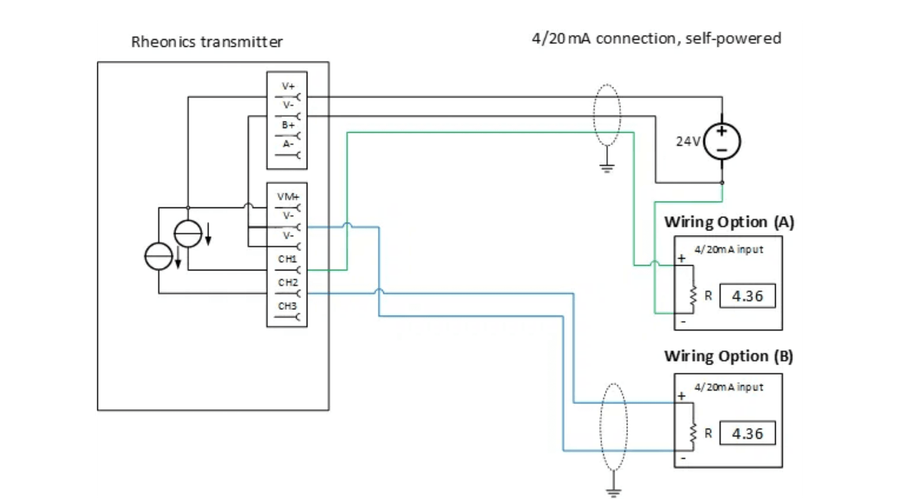 Rheonics transmitter
4/20mA connection, self-powered
V+
V-
B+
A-
24V
+
−
VM+
V-
V-
CH1
CH2
CH3
Wiring Option (A)
4/20mA input
+
R 4.36
-
Wiring Option (B)
4/20mA input
+
R 4.36
-